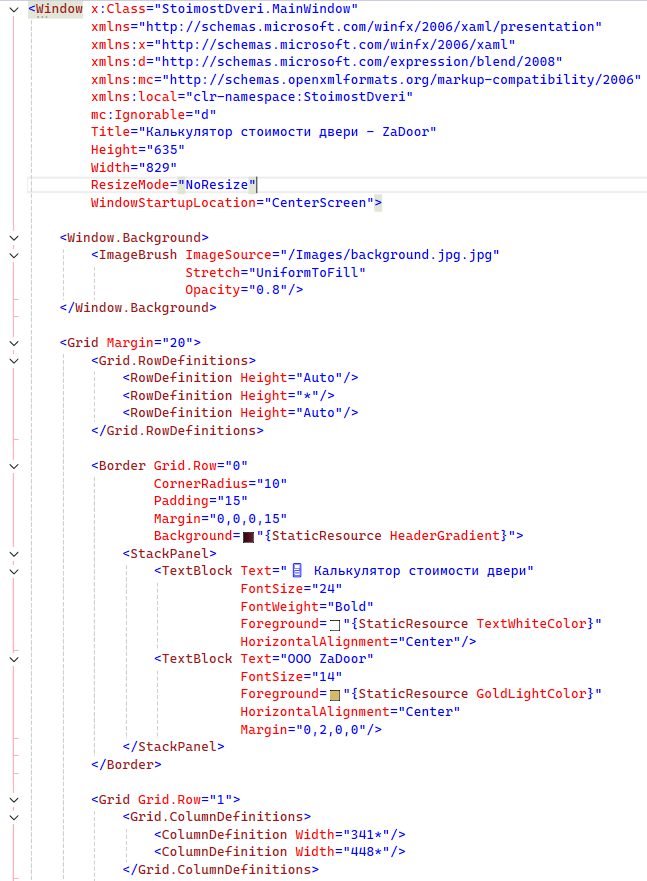 <Window x:Class="StoimostDveri.MainWindow"
xmlns="http://schemas.microsoft.com/winfx/2006/xaml/presentation"
xmlns:x="http://schemas.microsoft.com/winfx/2006/xaml"
xmlns:d="http://schemas.microsoft.com/expression/blend/2008"
xmlns:mc="http://schemas.openxmlformats.org/markup-compatibility/2006"
xmlns:local="clr-namespace:StoimostDveri"
mc:Ignorable="d"
Title="Калькулятор стоимости двери - ZaDoor"
Height="635"
Width="829"
ResizeMode="NoResize"
WindowStartupLocation="CenterScreen">
<Window.Background>
<ImageBrush ImageSource="/Images/background.jpg.jpg"
Stretch="UniformToFill"
Opacity="0.8"/>
</Window.Background>
<Grid Margin="20">
<Grid.RowDefinitions>
<RowDefinition Height="Auto"/>
<RowDefinition Height="*"/>
<RowDefinition Height="Auto"/>
</Grid.RowDefinitions>
<Border Grid.Row="0"
CornerRadius="10"
Padding="15"
Margin="0,0,0,15"
Background="{StaticResource HeaderGradient}">
<StackPanel>
<TextBlock Text="🚪 Калькулятор стоимости двери"
FontSize="24"
FontWeight="Bold"
Foreground="{StaticResource TextWhiteColor}"
HorizontalAlignment="Center"/>
<TextBlock Text="ООО ZaDoor"
FontSize="14"
Foreground="{StaticResource GoldLightColor}"
HorizontalAlignment="Center"
Margin="0,2,0,0"/>
</StackPanel>
</Border>
<Grid Grid.Row="1">
<Grid.ColumnDefinitions>
<ColumnDefinition Width="341*"/>
<ColumnDefinition Width="448*"/>
</Grid.ColumnDefinitions>